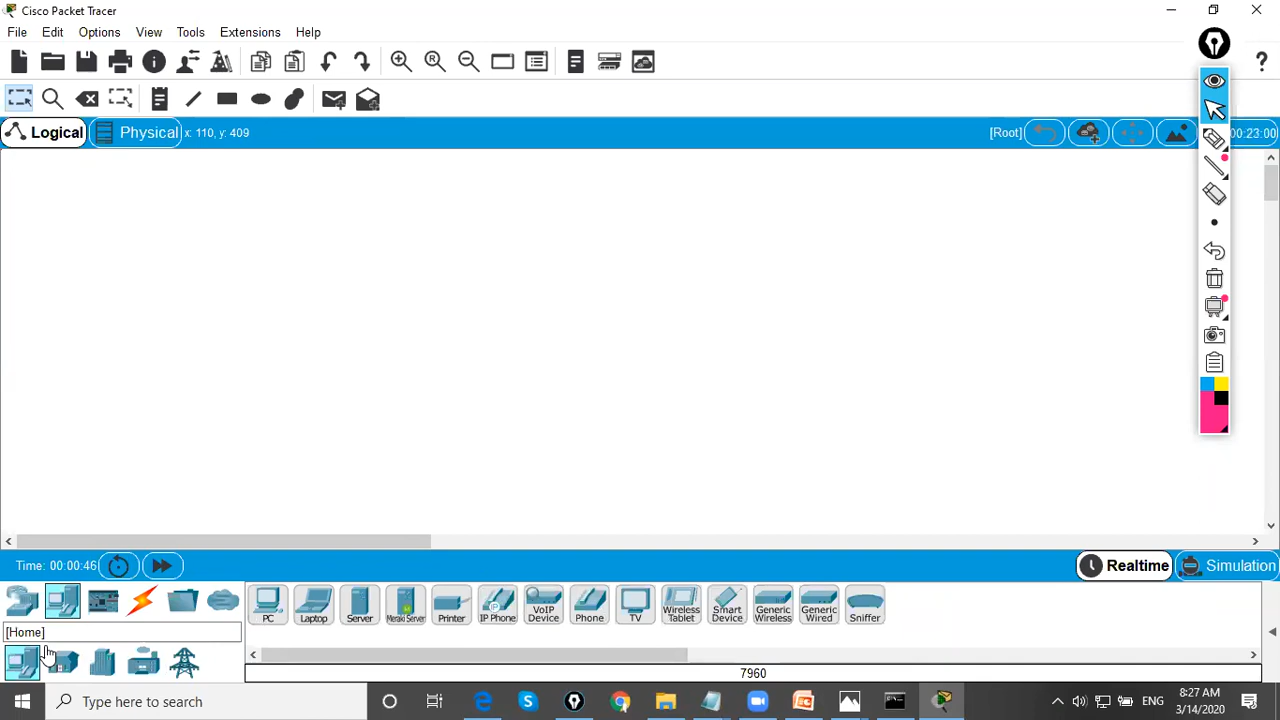 Cisco Packet Tracer
File Edit Options View Tools Extensions Help
Logical Physical x: 110, y: 409 [Root] 00:23:00
Time: 00:00:46 Realtime Simulation
PC Laptop Server Meraki Server Printer IP Phone VoIP Device Phone TV Wireless Tablet Smart Device Generic Wireless Generic Wired Sniffer
[Home]
7960
Type here to search ENG 8:27 AM
3/14/2020